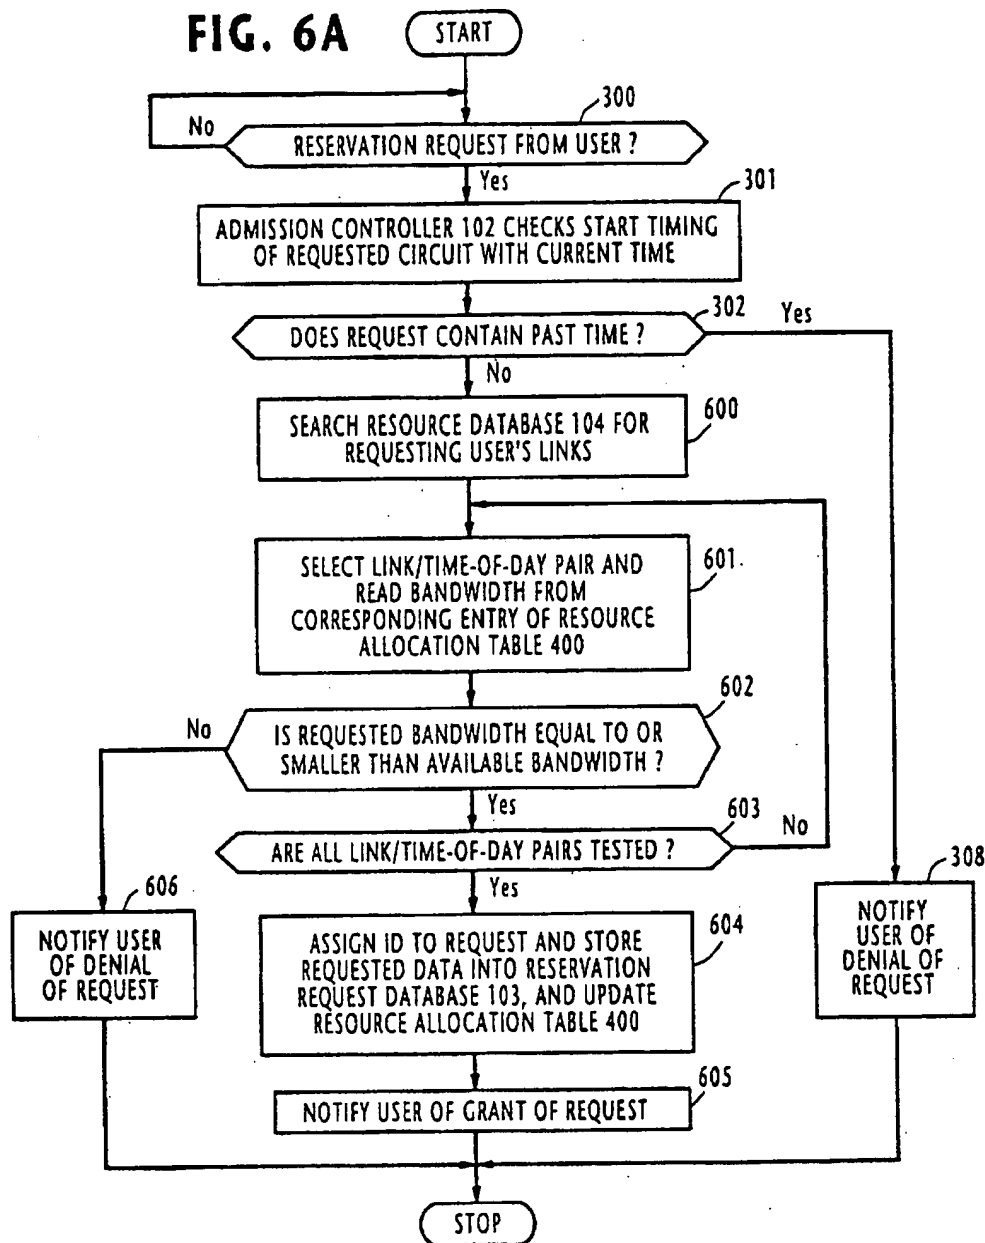 FIG. 6A
START
300
No
RESERVATION REQUEST FROM USER ?
Yes
301
ADMISSION CONTROLLER 102 CHECKS START TIMING
OF REQUESTED CIRCUIT WITH CURRENT TIME
302
Yes
DOES REQUEST CONTAIN PAST TIME ?
No
600
SEARCH RESOURCE DATABASE 104 FOR
REQUESTING USER'S LINKS
601
SELECT LINK/TIME-OF-DAY PAIR AND
READ BANDWIDTH FROM
CORRESPONDING ENTRY OF RESOURCE
ALLOCATION TABLE 400
602
No
IS REQUESTED BANDWIDTH EQUAL TO OR
SMALLER THAN AVAILABLE BANDWIDTH ?
Yes
603
No
ARE ALL LINK/TIME-OF-DAY PAIRS TESTED ?
Yes
606
NOTIFY USER
OF DENIAL
OF REQUEST
604
ASSIGN ID TO REQUEST AND STORE
REQUESTED DATA INTO RESERVATION
REQUEST DATABASE 103, AND UPDATE
RESOURCE ALLOCATION TABLE 400
308
NOTIFY
USER OF
DENIAL OF
REQUEST
605
NOTIFY USER OF GRANT OF REQUEST
STOP